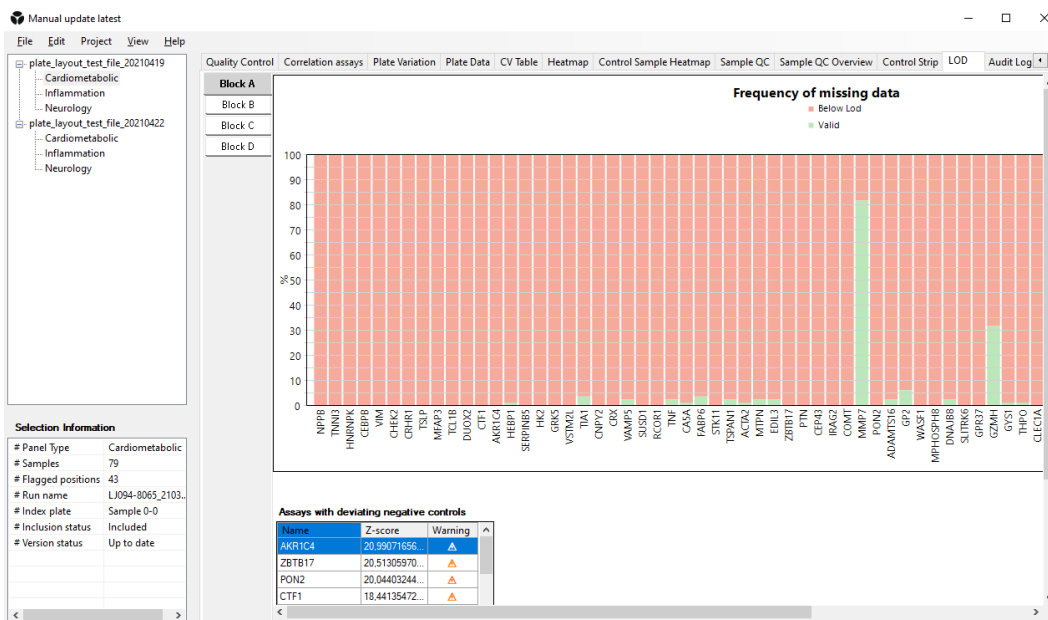 Manual update latest
File Edit Project View Help
plate_layout_test_file_20210419
Cardiometabolic
Inflammation
Neurology
plate_layout_test_file_20210422
Cardiometabolic
Inflammation
Neurology
Quality Control Correlation assays Plate Variation Plate Data CV Table Heatmap Control Sample Heatmap Sample QC Sample QC Overview Control Strip LOD Audit Log
Block A
Block B
Block C
Block D
Frequency of missing data
Below Lod
Valid
100
90
80
70
60
%50
40
30
20
10
0
NPPB TNNI3 HNRNPK CEBPB VIM CHEK2 CRHR1 TSLP MFAP3 TCL1B DUOX2 CTF1 AKR1C4 HEBP1 SERPINB5 HK2 GRK5 VSTM2L TIA1 CNPY2 CRX VAMP5 SUSD1 RCOR1 TNF CA5A FABP6 STK11 TSPAN1 ACTA2 MTPN EDIL3 ZBTB17 PTN CEP43 IRAG2 COMT MMP7 PON2 ADAMTS16 GP2 WASF1 MPHOSPH8 DNAJB8 SLITRK6 GPR37 GZMH GYS1 THPO CLEC1A
Selection Information
# Panel Type Cardiometabolic
# Samples 79
# Flagged positions 43
# Run name LJ094-8065_2103..
# Index plate Sample 0-0
# Inclusion status Included
# Version status Up to date
Assays with deviating negative controls
Name Z-score Warning
AKR1C4 20,99071656...
ZBTB17 20,51305970...
PON2 20,04403244...
CTF1 18,44135472...